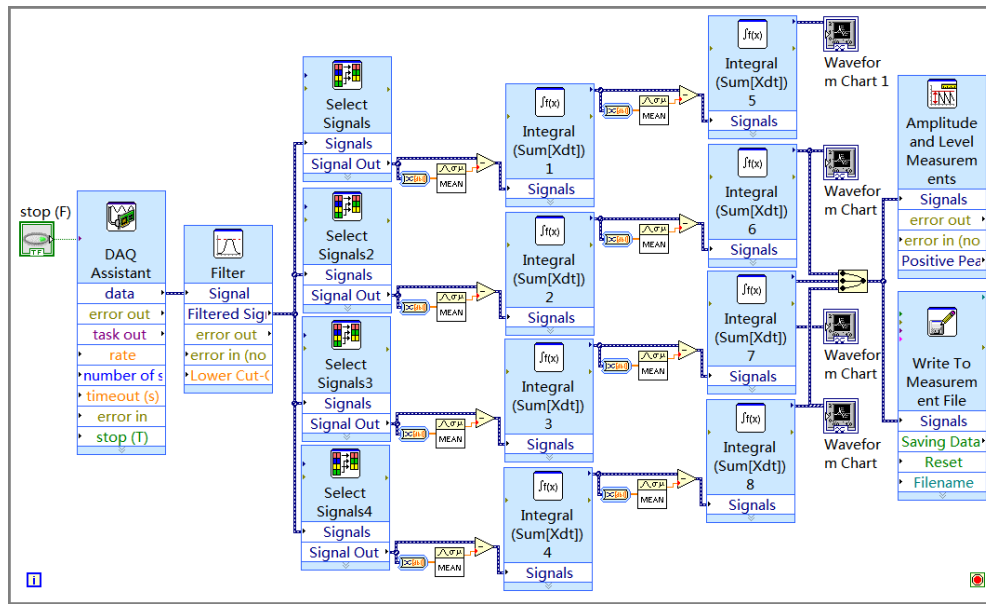 stop (F)
TF
DAQ
Assistant
data
error out
task out
rate
number of s
timeout (s)
error in
stop (T)
Filter
Signal
Filtered Sig
error out
error in (no
Lower Cut-
Select
Signals
Signals
Signal Out
MEAN
Select
Signals2
Signals
Signal Out
MEAN
Select
Signals3
Signals
Signal Out
MEAN
Select
Signals4
Signals
Signal Out
MEAN
∫f(x)
Integral
(Sum[Xdt])
1
Signals
MEAN
∫f(x)
Integral
(Sum[Xdt])
2
Signals
MEAN
∫f(x)
Integral
(Sum[Xdt])
3
Signals
MEAN
∫f(x)
Integral
(Sum[Xdt])
4
Signals
MEAN
∫f(x)
Integral
(Sum[Xdt])
5
Signals
∫f(x)
Integral
(Sum[Xdt])
6
Signals
∫f(x)
Integral
(Sum[Xdt])
7
Signals
∫f(x)
Integral
(Sum[Xdt])
8
Signals
Wavefor
m Chart 1
Wavefor
m Chart
Wavefor
m Chart
Wavefor
m Chart
Amplitude
and Level
Measurem
ents
Signals
error out
error in (no
Positive Pea
Write To
Measurem
ent File
Signals
Saving Data
Reset
Filename
i